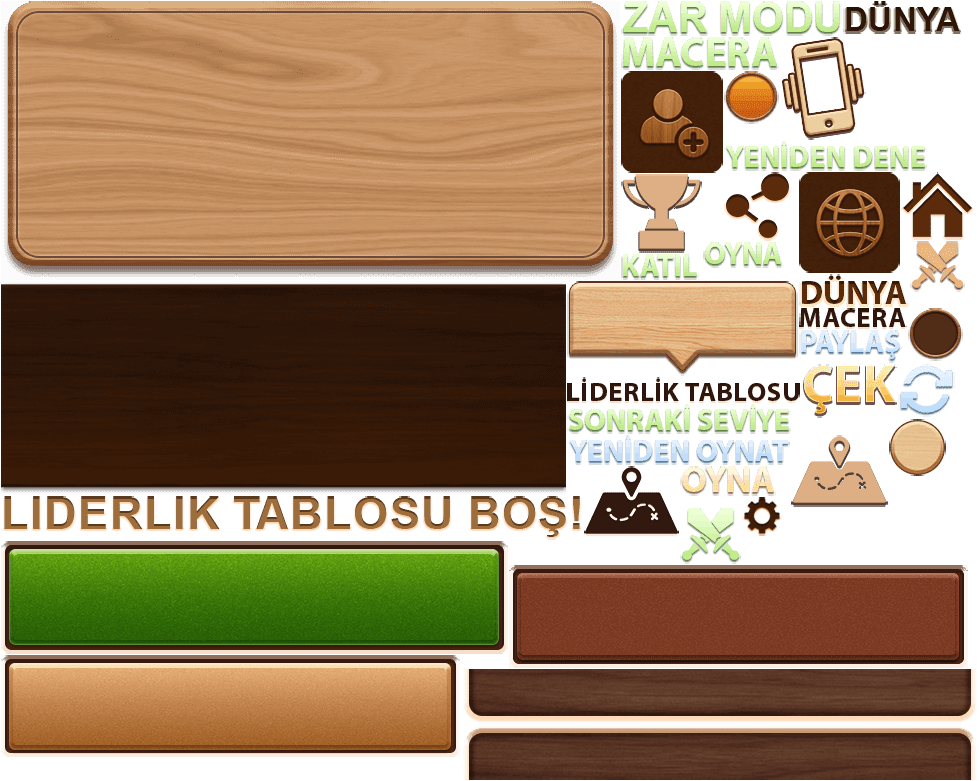 ZAR MODU
DÜNYA
MACERA
YENİDEN DENE
OYNA
KATIL
DÜNYA
MACERA
PAYLAŞ
LİDERLİK TABLOSU
ÇEK
SONRAKİ SEVİYE
YENİDEN OYNAT
OYNA
LIDERLIK TABLOSU BOŞ!